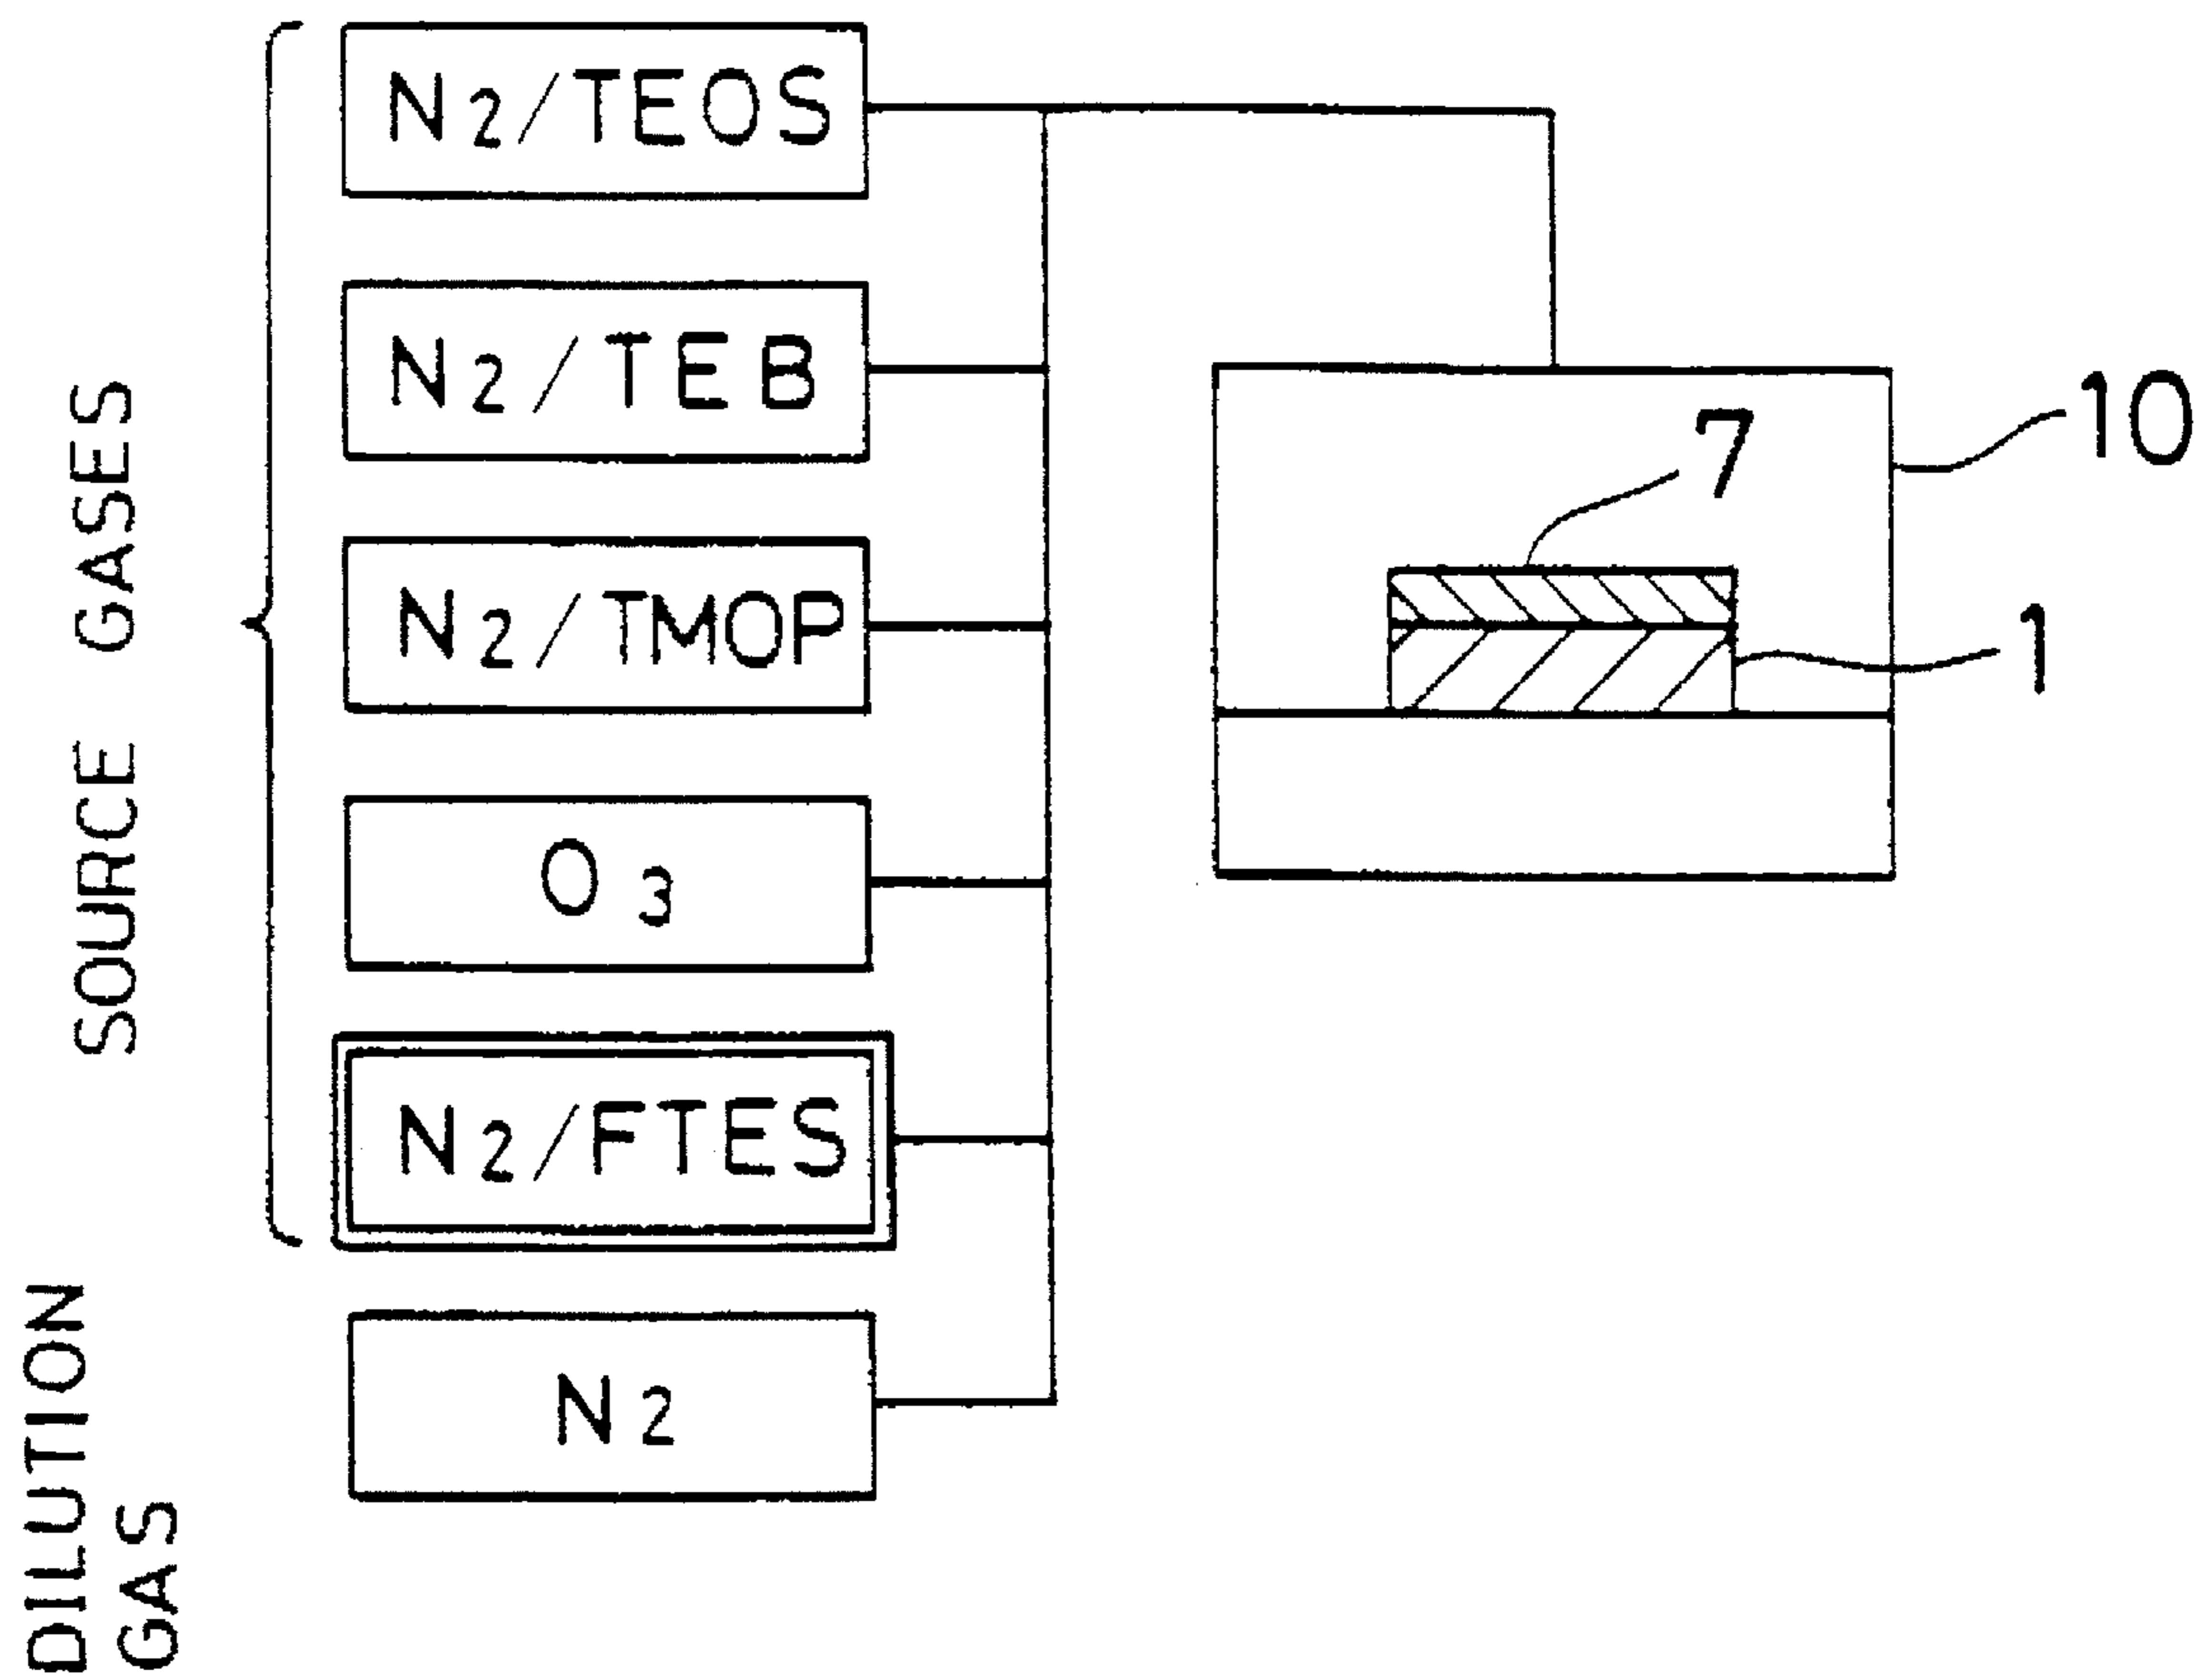 SOURCE GASES
N2/TEOS
N2/TEB
N2/TMOP
O3
N2/FTES
DILUTION
GAS
N2
7
10
1